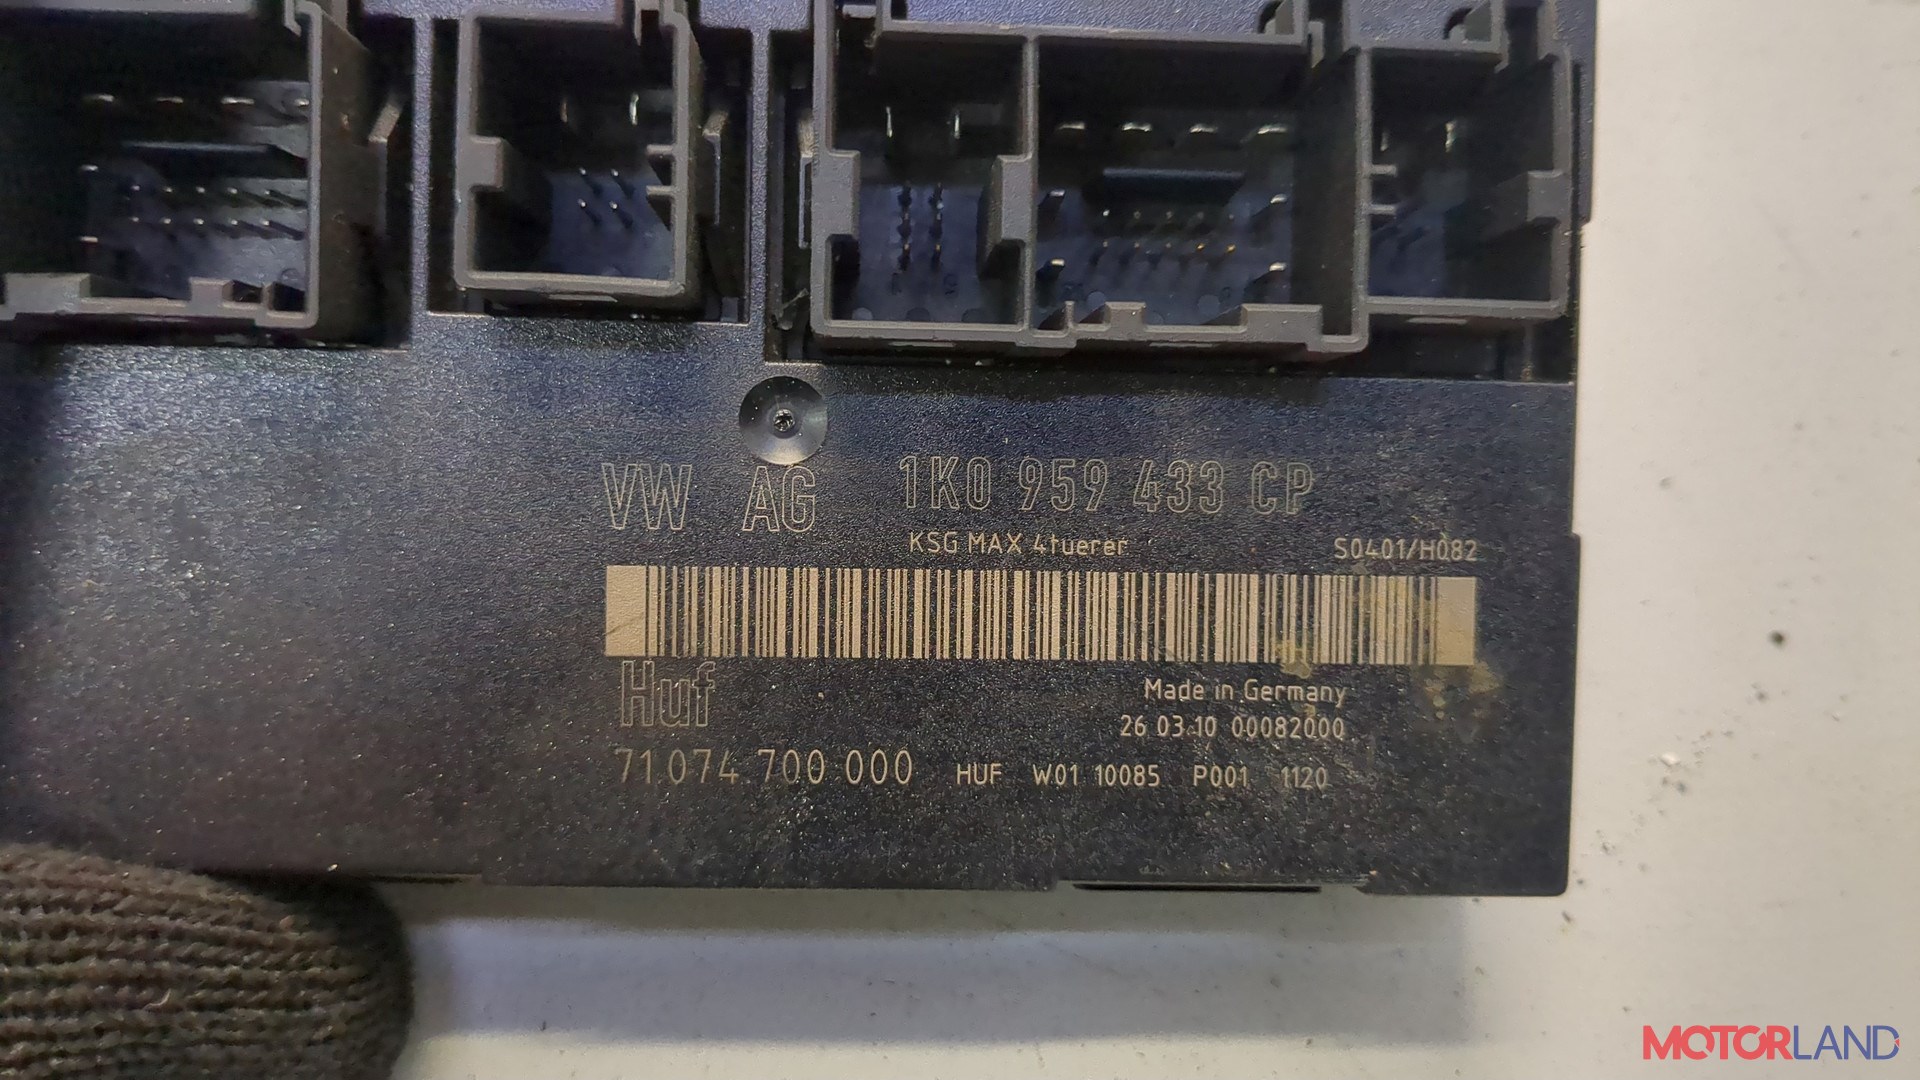 VW AG 1K0 959 433 CP
KSG MAX 4tuerer S0401/H082
Huf
Made in Germany
26 03.10 00082000
71 074 700 000 HUF W01 10085 P001 1120
MOTORLAND